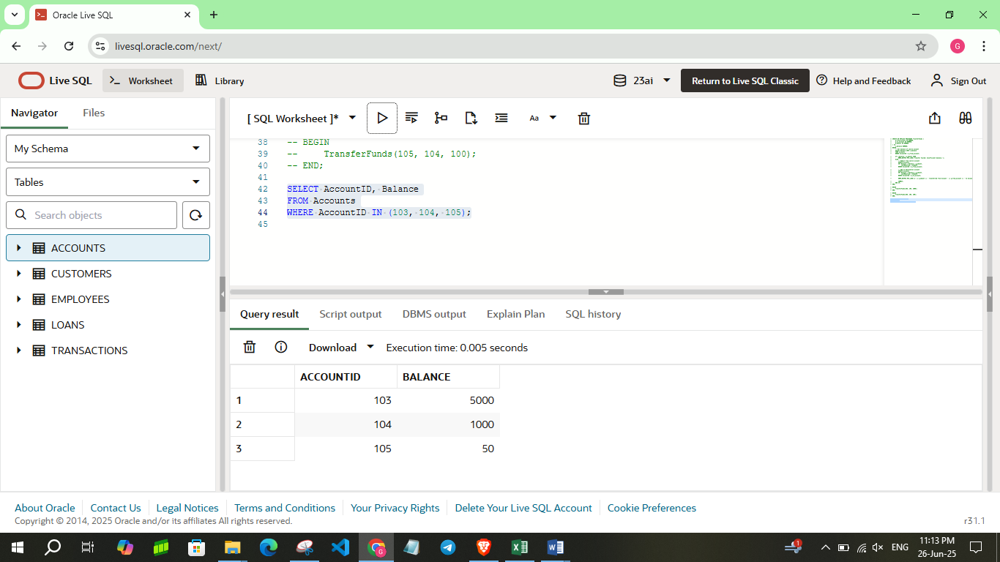 Oracle Live SQL
livesql.oracle.com/next/
G
Live SQL
Worksheet
Library
23ai
Return to Live SQL Classic
Help and Feedback
Sign Out
Navigator
Files
My Schema
Tables
Search objects
ACCOUNTS
CUSTOMERS
EMPLOYEES
LOANS
TRANSACTIONS
[ SQL Worksheet ]*
Aa
38 -- BEGIN
39 --     TransferFunds(105, 104, 100);
40 -- END;
41
42 SELECT AccountID, Balance
43 FROM Accounts
44 WHERE AccountID IN (103, 104, 105);
45
Query result
Script output
DBMS output
Explain Plan
SQL history
Download
Execution time: 0.005 seconds
ACCOUNTID BALANCE
1 103 5000
2 104 1000
3 105 50
About Oracle
Contact Us
Legal Notices
Terms and Conditions
Your Privacy Rights
Delete Your Live SQL Account
Cookie Preferences
Copyright © 2014, 2025 Oracle and/or its affiliates All rights reserved.
r31.1
G
1
ENG
11:13 PM
26-Jun-25